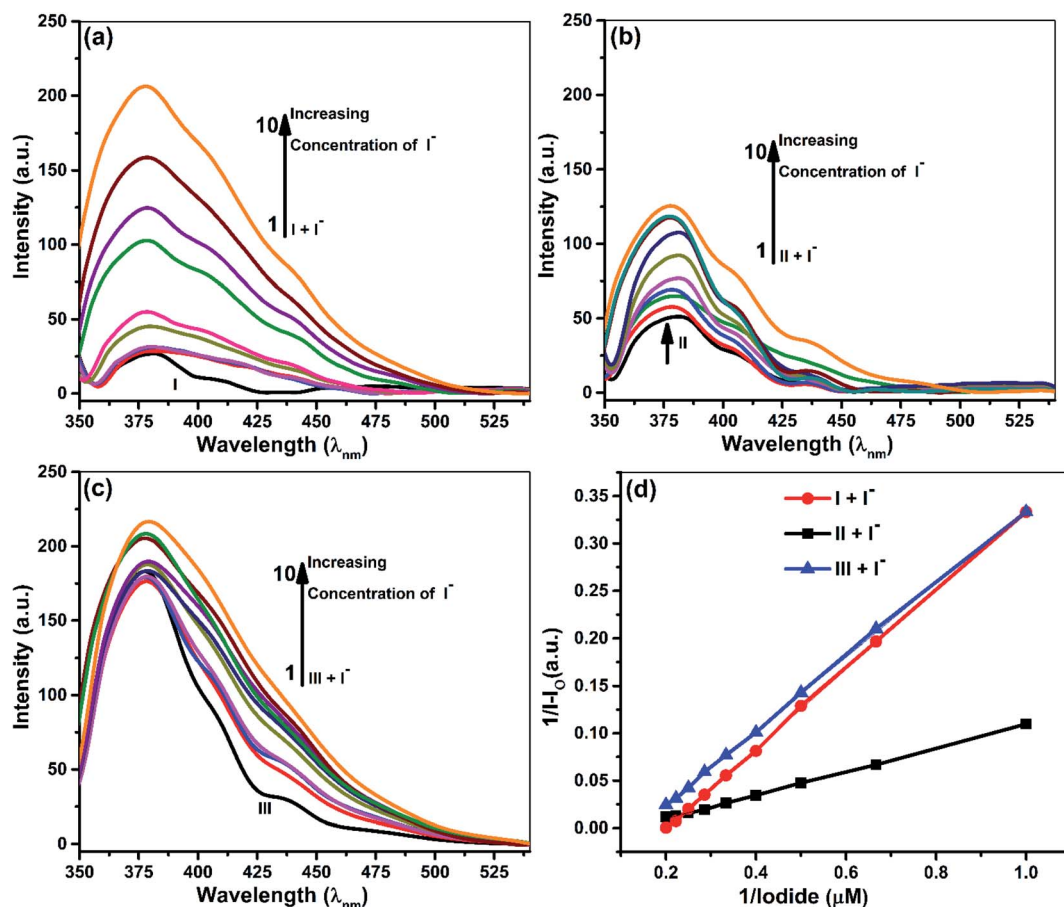 (a)
250
200
150
100
50
0
Intensity (a.u.)
10
Increasing
Concentration of I⁻
1
I + I⁻
I
350 375 400 425 450 475 500 525
Wavelength (λnm)
(b)
250
200
150
100
50
0
Intensity (a.u.)
10
Increasing
Concentration of I⁻
1
II + I⁻
II
350 375 400 425 450 475 500 525
Wavelength (λnm)
(c)
250
200
150
100
50
0
Intensity (a.u.)
10
Increasing
Concentration of I⁻
1
III + I⁻
III
350 375 400 425 450 475 500 525
Wavelength (λnm)
(d)
0.35
0.30
0.25
0.20
0.15
0.10
0.05
0.00
1/I-I_O(a.u.)
I + I⁻
II + I⁻
III + I⁻
0.2 0.4 0.6 0.8 1.0
1/Iodide (μM)